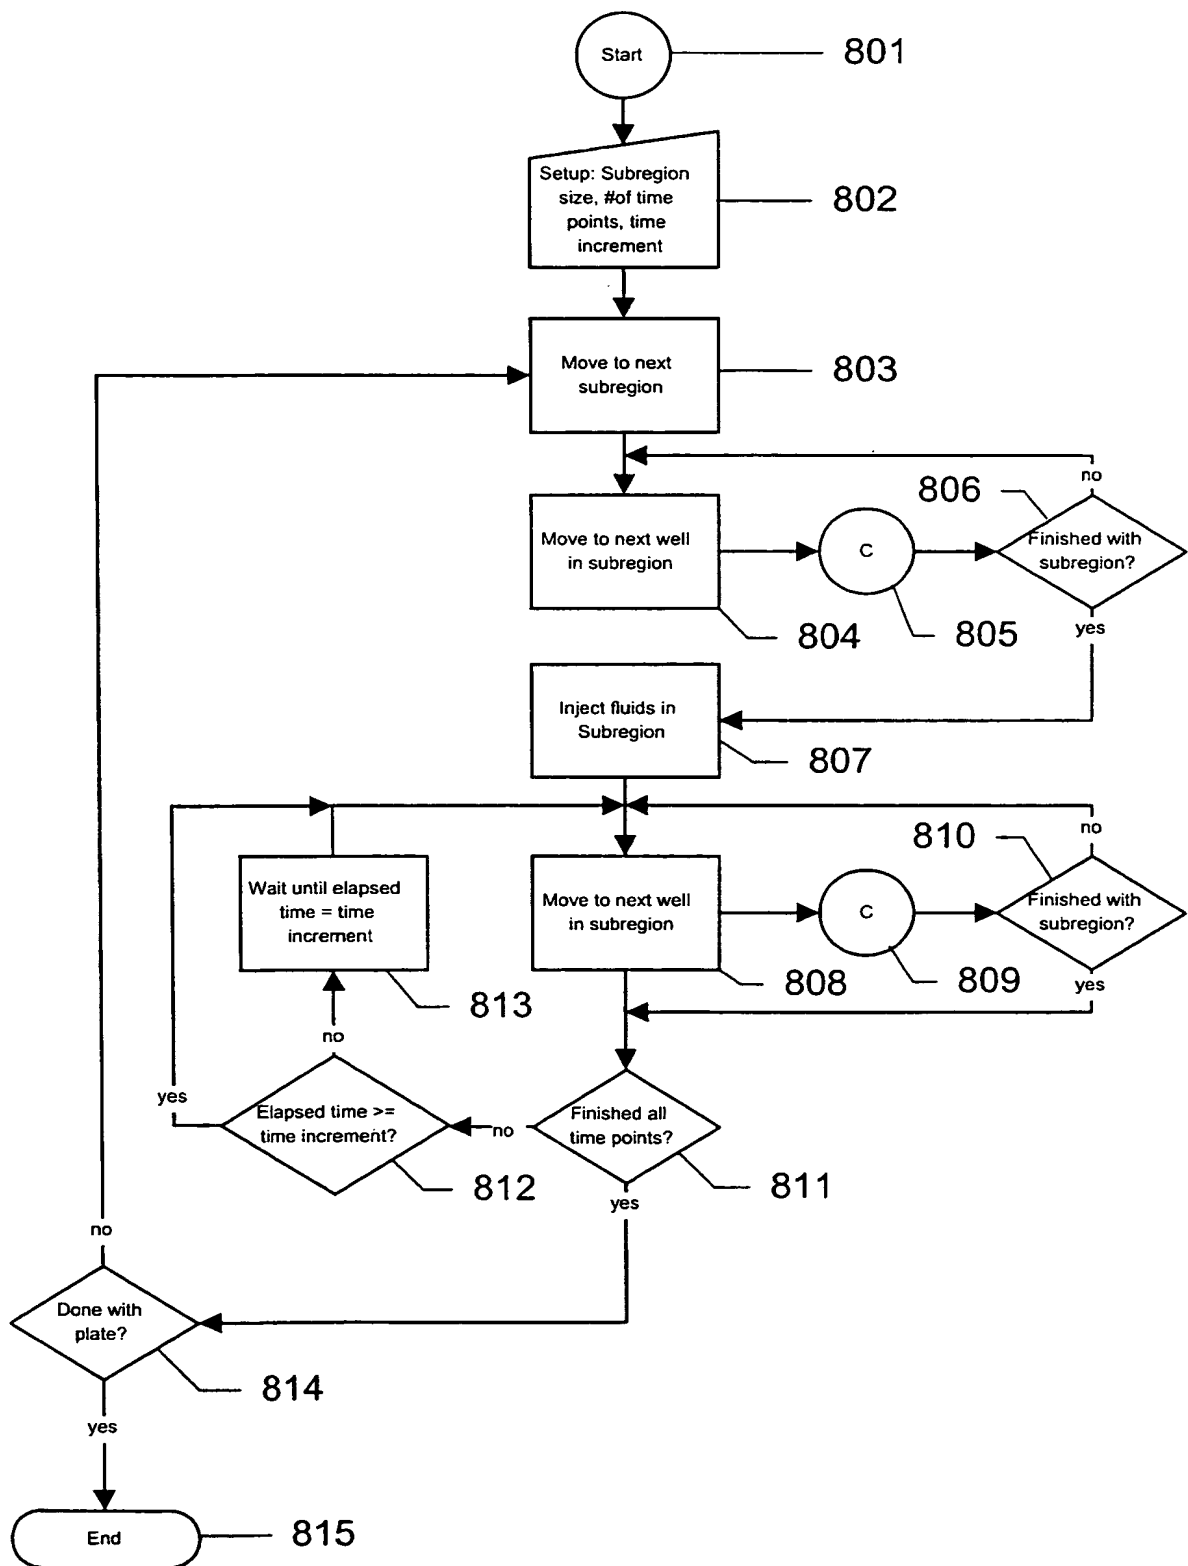 Start
801
Setup: Subregion
size, #of time
points, time
increment
802
Move to next
subregion
803
no
806
Move to next well
in subregion
C
Finished with
subregion?
804
805
yes
Inject fluids in
Subregion
807
no
810
Wait until elapsed
time = time
increment
Move to next well
in subregion
C
Finished with
subregion?
813
808
809
yes
no
yes
Elapsed time >=
time increment?
no
Finished all
time points?
812
811
yes
no
Done with
plate?
814
yes
End
815